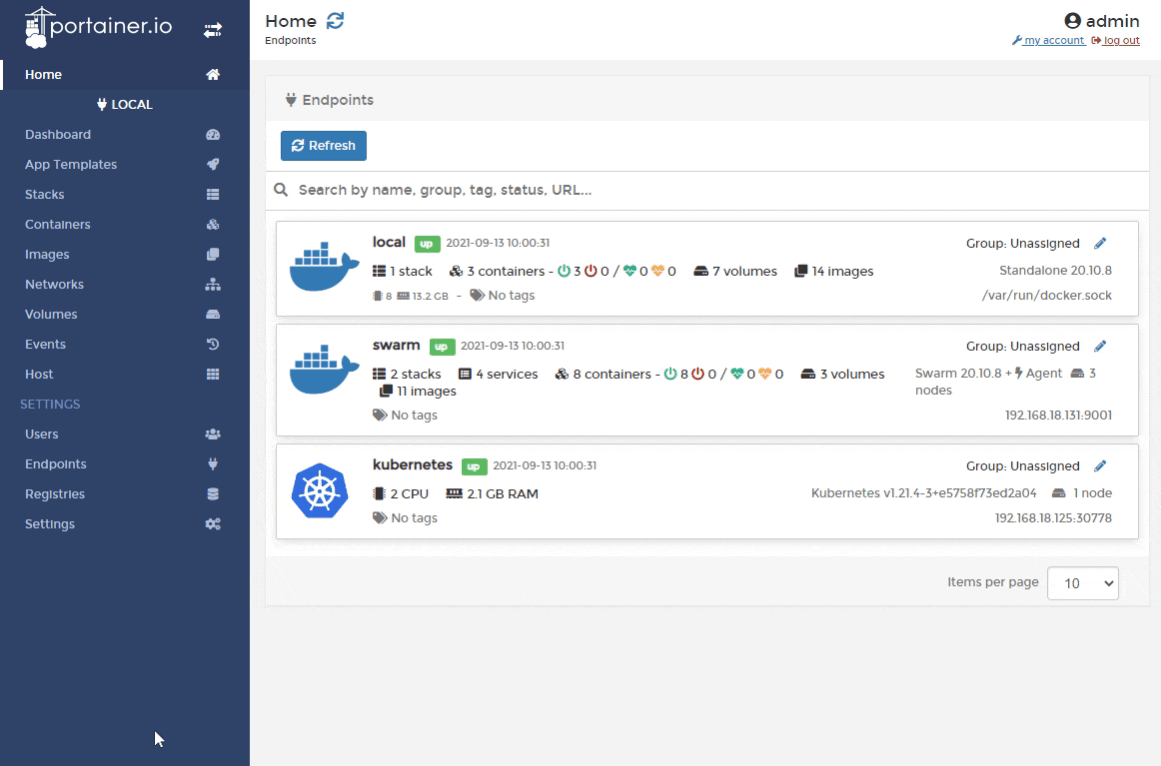 portainer.io
Home
LOCAL
Dashboard
App Templates
Stacks
Containers
Images
Networks
Volumes
Events
Host
SETTINGS
Users
Endpoints
Registries
Settings
Home
Endpoints
admin
my account log out
Endpoints
Refresh
Search by name, group, tag, status, URL...
local up 2021-09-13 10:00:31 Group: Unassigned
1 stack 3 containers - 3 0 / 0 0 7 volumes 14 images Standalone 20.10.8
8 13.2 GB - No tags /var/run/docker.sock
swarm up 2021-09-13 10:00:31 Group: Unassigned
2 stacks 4 services 8 containers - 8 0 / 0 0 3 volumes Swarm 20.10.8 + Agent 3
11 images nodes
No tags 192.168.18.131:9001
kubernetes up 2021-09-13 10:00:31 Group: Unassigned
2 CPU 2.1 GB RAM Kubernetes v1.21.4-3+e5758f73ed2a04 1 node
No tags 192.168.18.125:30778
Items per page 10